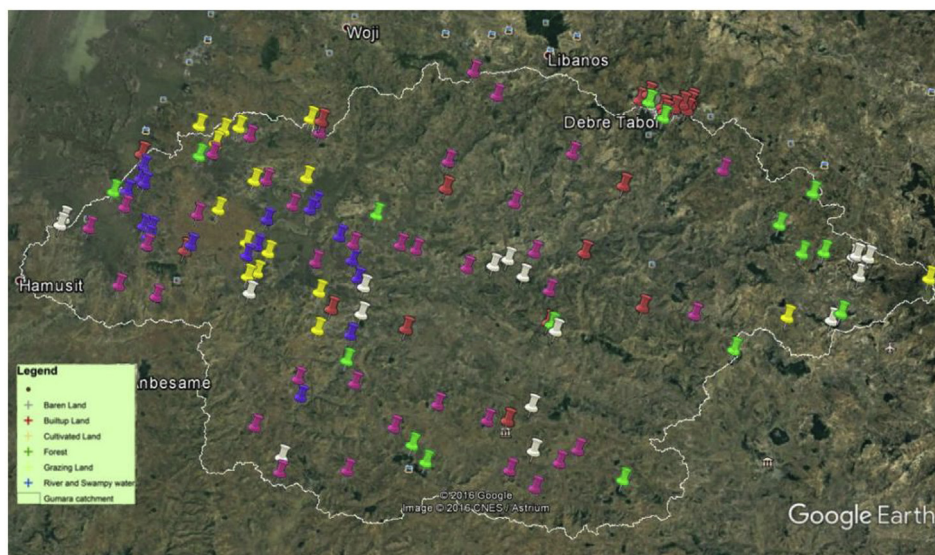 Woji
Libanos
Debre Tabor
Hamusit
Anbesame
Legend
Baren Land
Builtup Land
Cultivated Land
Forest
Grazing Land
River and Swampy water
Gumara catchment
© 2016 Google
Image © 2016 CNES / Astrium
Google Earth